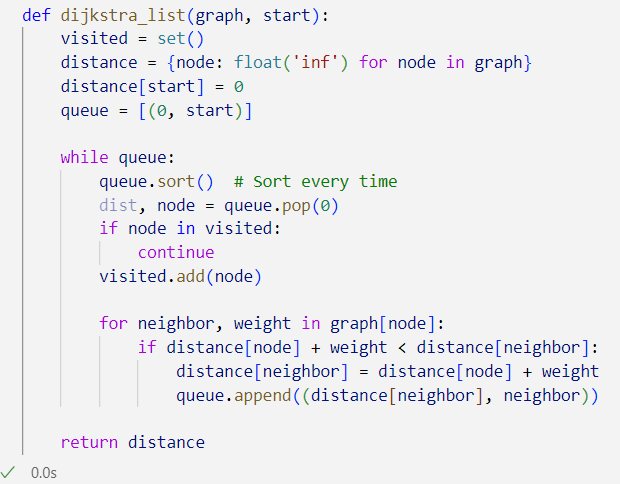 def dijkstra_list(graph, start):
    visited = set()
    distance = {node: float('inf') for node in graph}
    distance[start] = 0
    queue = [(0, start)]

    while queue:
        queue.sort()  # Sort every time
        dist, node = queue.pop(0)
        if node in visited:
            continue
        visited.add(node)

        for neighbor, weight in graph[node]:
            if distance[node] + weight < distance[neighbor]:
                distance[neighbor] = distance[node] + weight
                queue.append((distance[neighbor], neighbor))

    return distance
0.0s